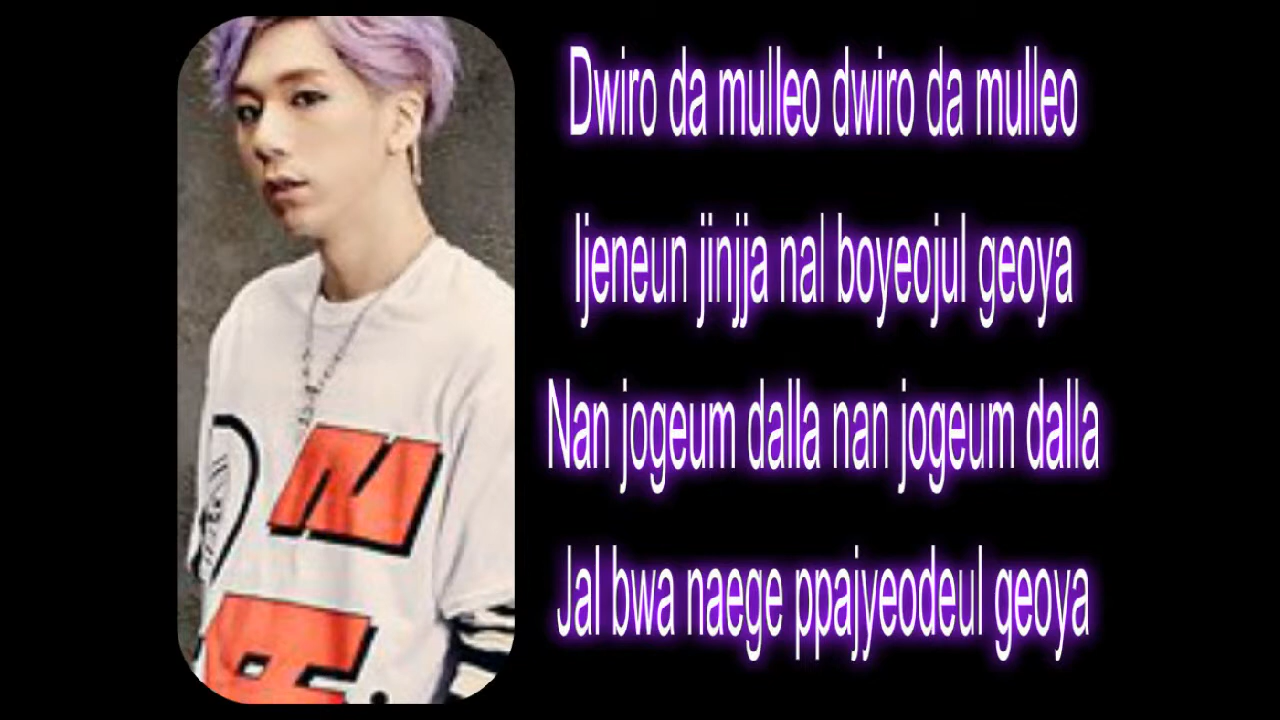 Dwiro da mulleo dwiro da mulleo
Ijeneun jinjja nal boyeojul geoya
Nan jogeum dalla nan jogeum dalla
Jal bwa naege ppajyeodeul geoya